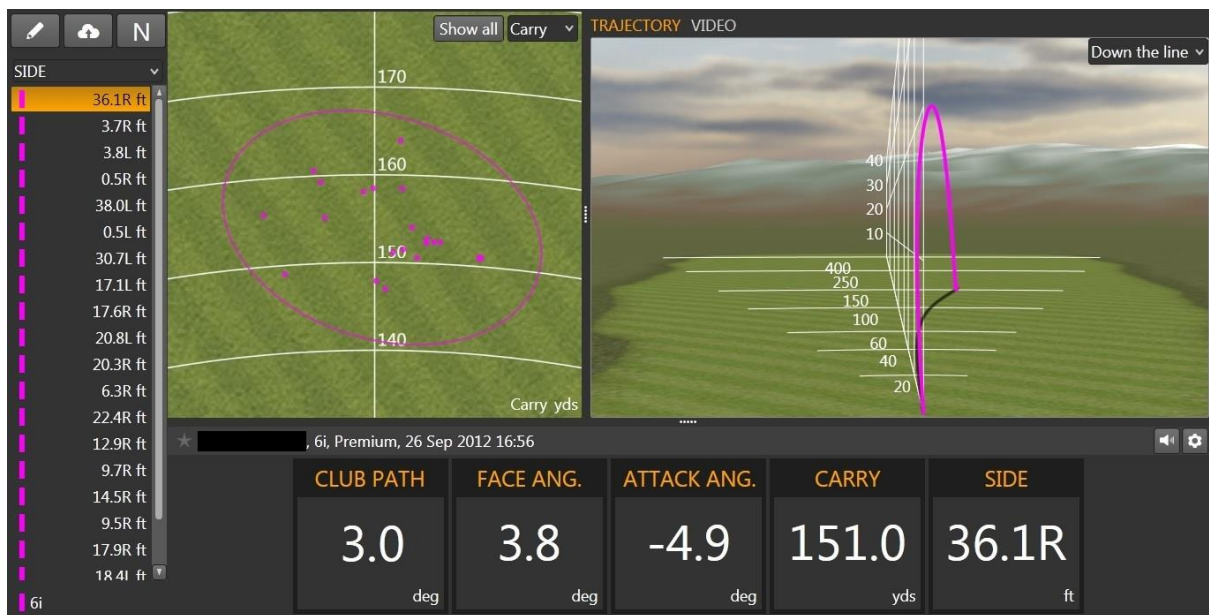 N
SIDE
36.1R ft
3.7R ft
3.8L ft
0.5R ft
38.0L ft
0.5L ft
30.7L ft
17.1L ft
17.6R ft
20.8L ft
20.3R ft
6.3R ft
22.4R ft
12.9R ft
9.7R ft
14.5R ft
9.5R ft
17.9R ft
18.4L ft
6i
Show all Carry
170
160
150
140
Carry yds
TRAJECTORY VIDEO
Down the line
40
30
20
10
400
250
150
100
60
40
20
, 6i, Premium, 26 Sep 2012 16:56
CLUB PATH FACE ANG. ATTACK ANG. CARRY SIDE
3.0 3.8 -4.9 151.0 36.1R
deg deg deg yds ft